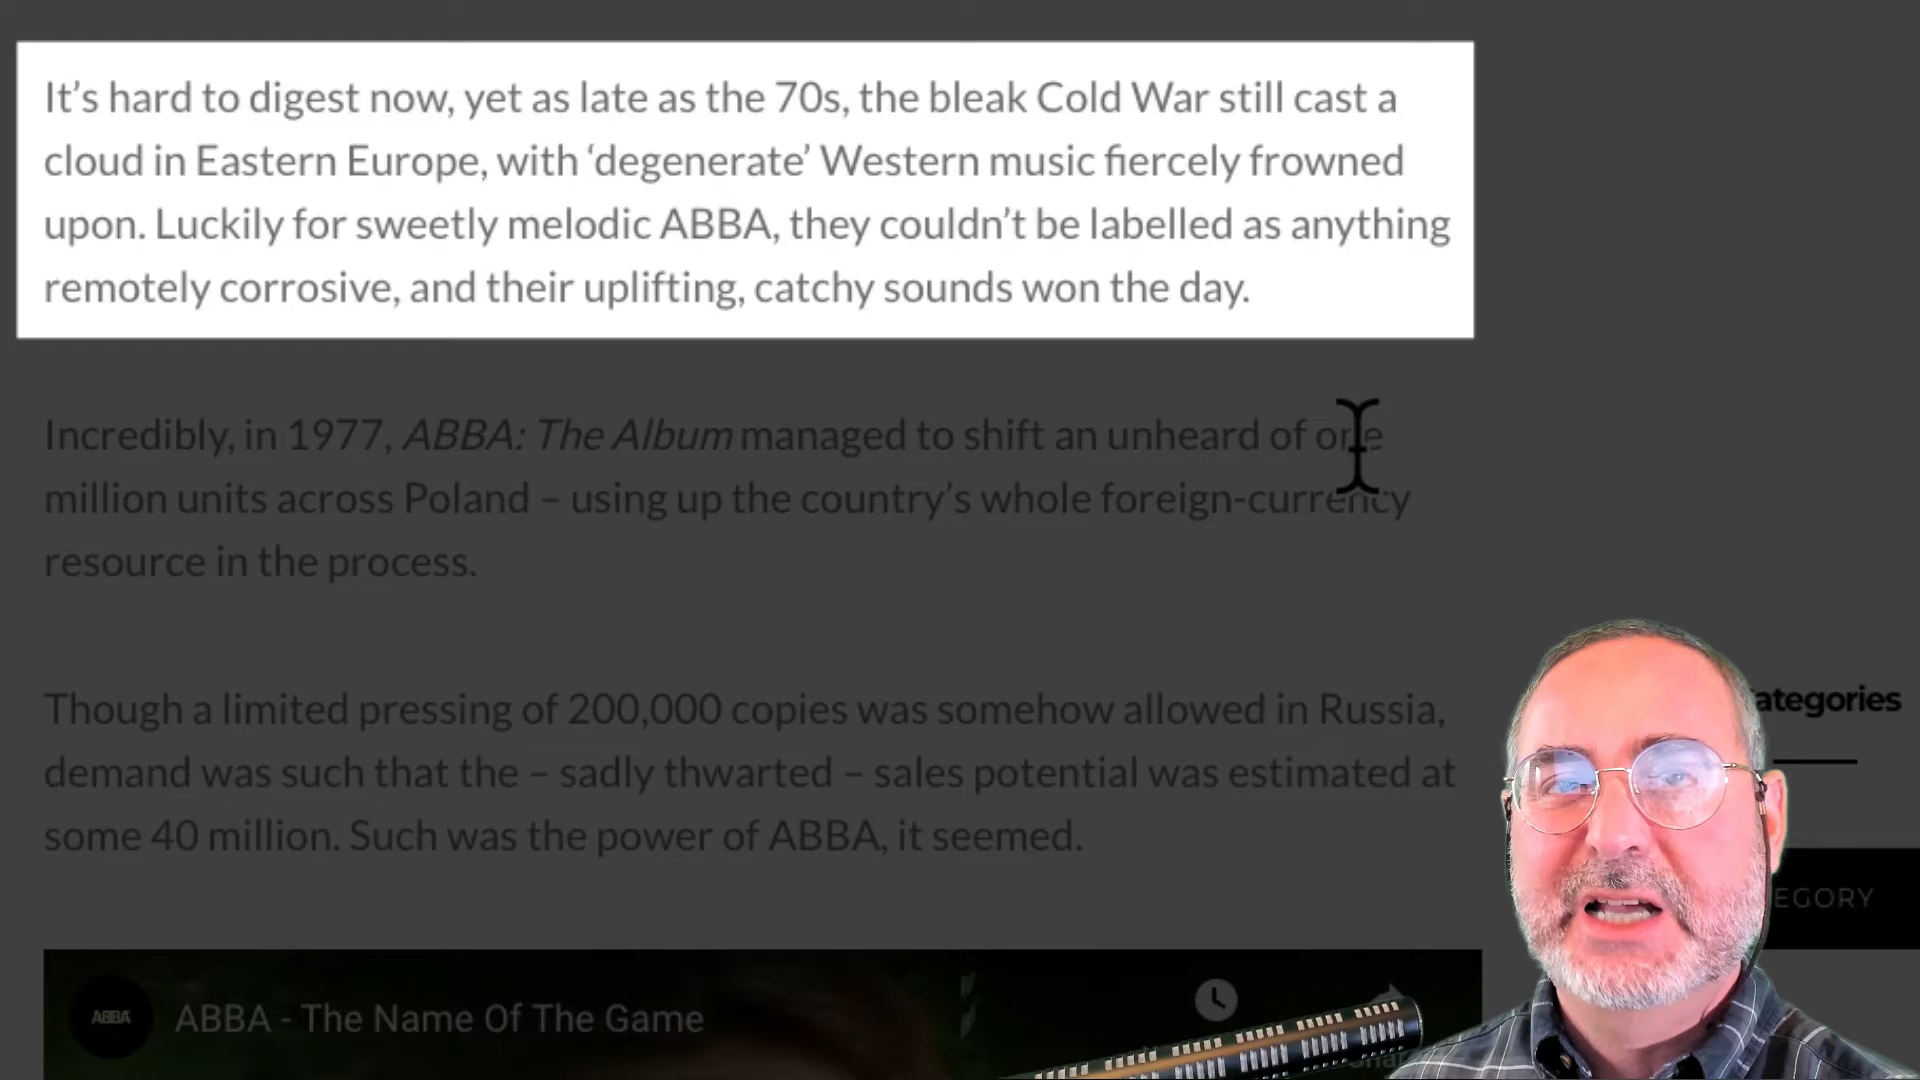 It’s hard to digest now, yet as late as the 70s, the bleak Cold War still cast a
cloud in Eastern Europe, with ‘degenerate’ Western music fiercely frowned
upon. Luckily for sweetly melodic ABBA, they couldn’t be labelled as anything
remotely corrosive, and their uplifting, catchy sounds won the day.
Incredibly, in 1977, ABBA: The Album managed to shift an unheard of one
million units across Poland – using up the country’s whole foreign-currency
resource in the process.
Though a limited pressing of 200,000 copies was somehow allowed in Russia,
demand was such that the – sadly thwarted – sales potential was estimated at
some 40 million. Such was the power of ABBA, it seemed.
ategories
EGORY
ABBA
ABBA - The Name Of The Game